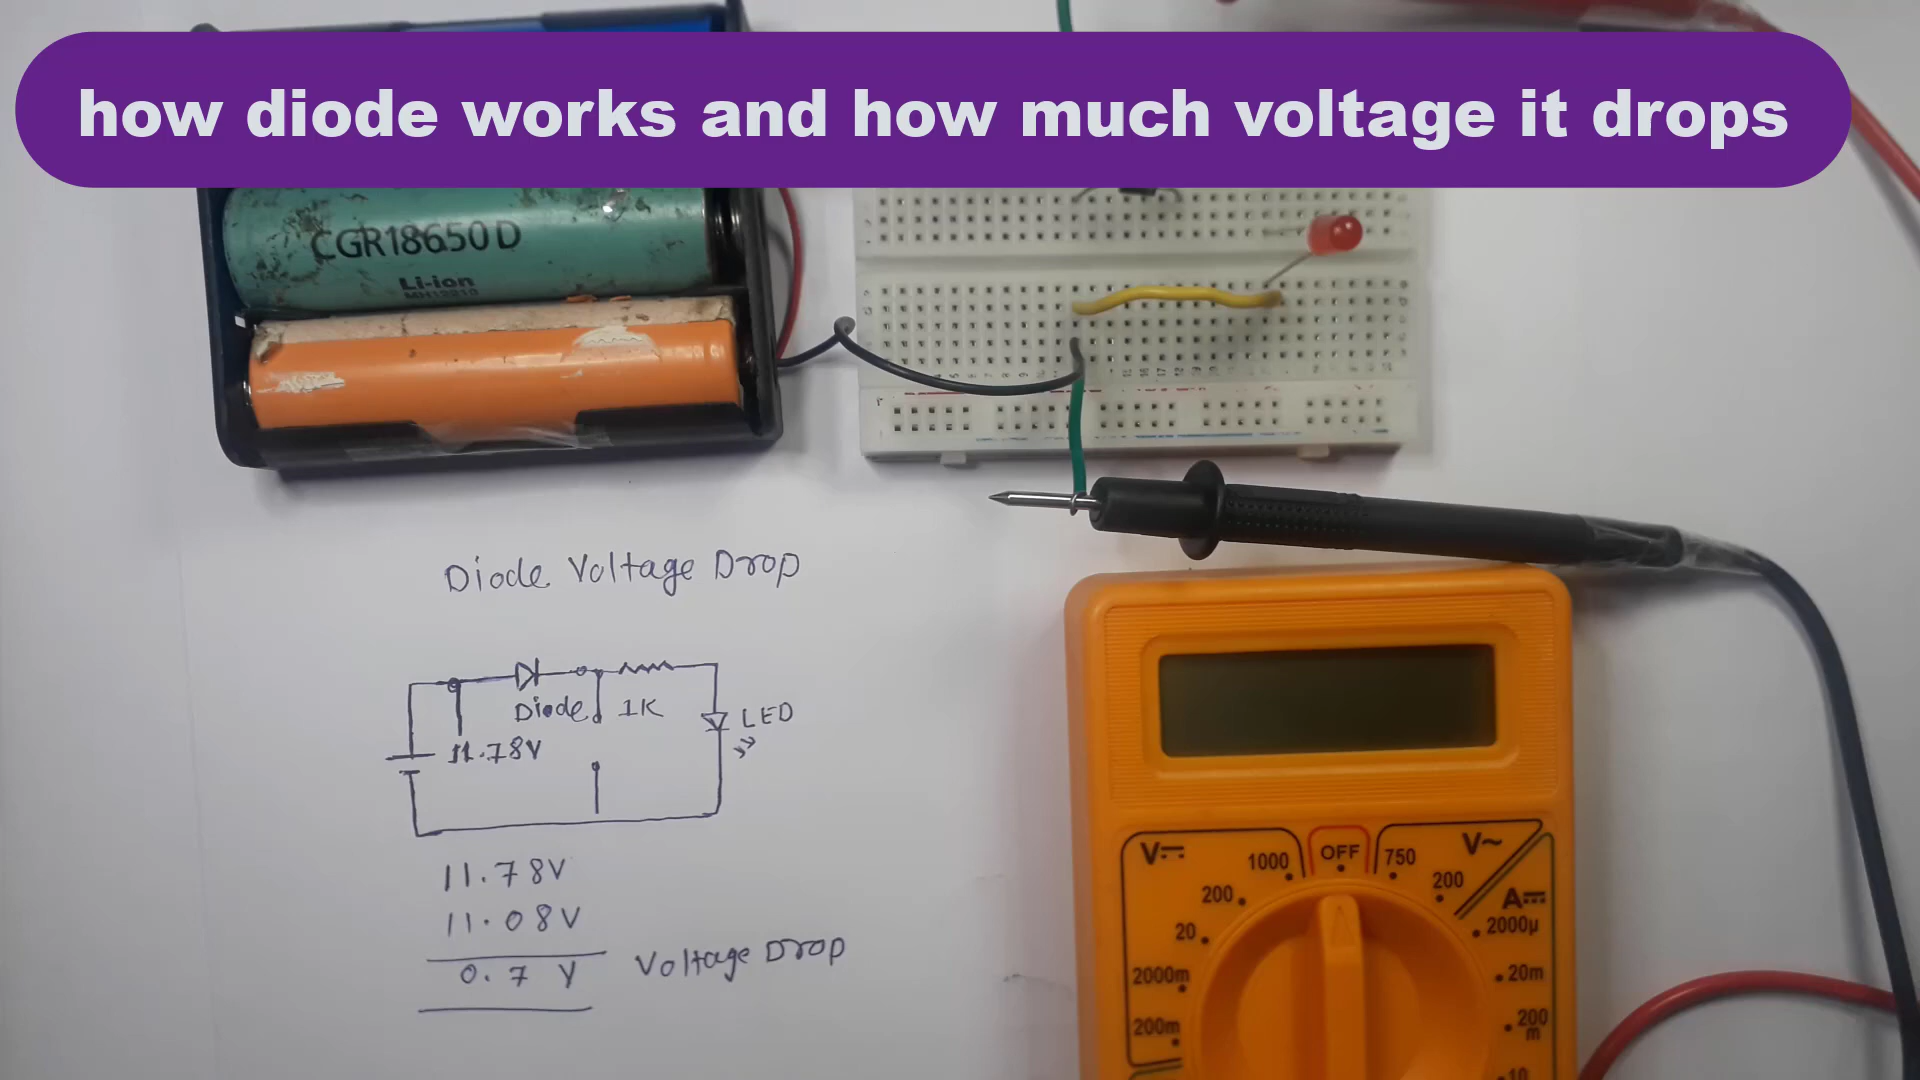 how diode works and how much voltage it drops
CGR18650D
Li-ion
MH12210
Diode Voltage Drop
Diode 1K
LED
11.78V
11.78V
11.08V
0.7 V Voltage Drop
V⎓ 1000 OFF 750 V~
200 200 A⎓
20 2000µ
2000m 20m
200m 200m
10